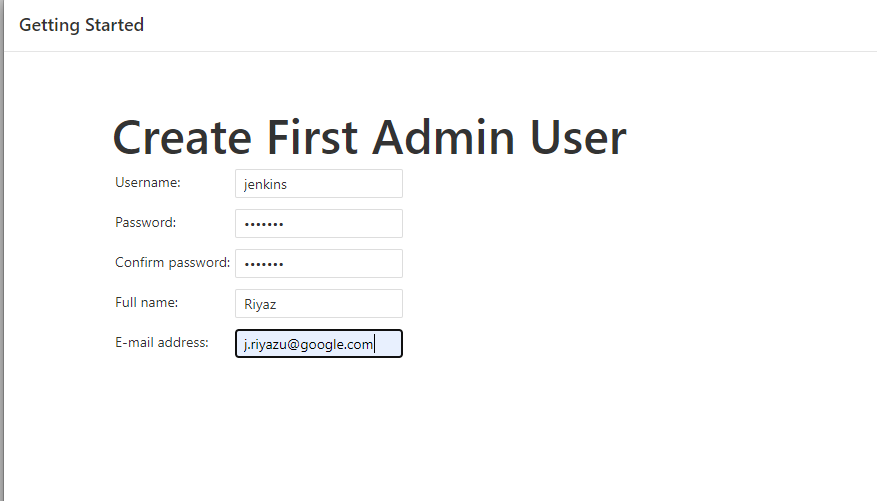 Getting Started
Create First Admin User
Username: jenkins
Password: •••••••
Confirm password: •••••••
Full name: Riyaz
E-mail address: j.riyazu@google.com